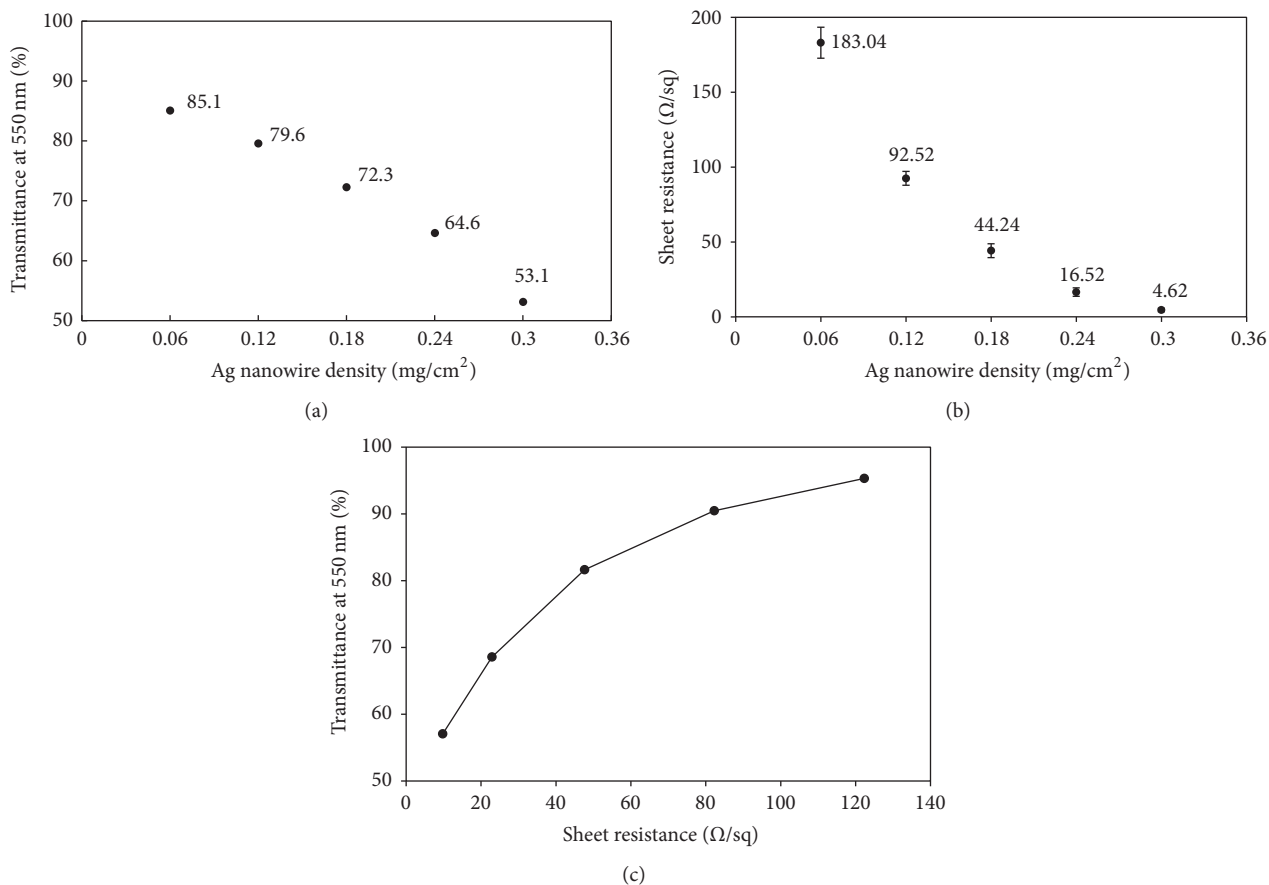 100
90
80
70
60
50
Transmittance at 550 nm (%)
85.1
79.6
72.3
64.6
53.1
0 0.06 0.12 0.18 0.24 0.3 0.36
Ag nanowire density (mg/cm²)
(a)
200
150
100
50
0
Sheet resistance (Ω/sq)
183.04
92.52
44.24
16.52
4.62
0 0.06 0.12 0.18 0.24 0.3 0.36
Ag nanowire density (mg/cm²)
(b)
100
90
80
70
60
50
Transmittance at 550 nm (%)
0 20 40 60 80 100 120 140
Sheet resistance (Ω/sq)
(c)